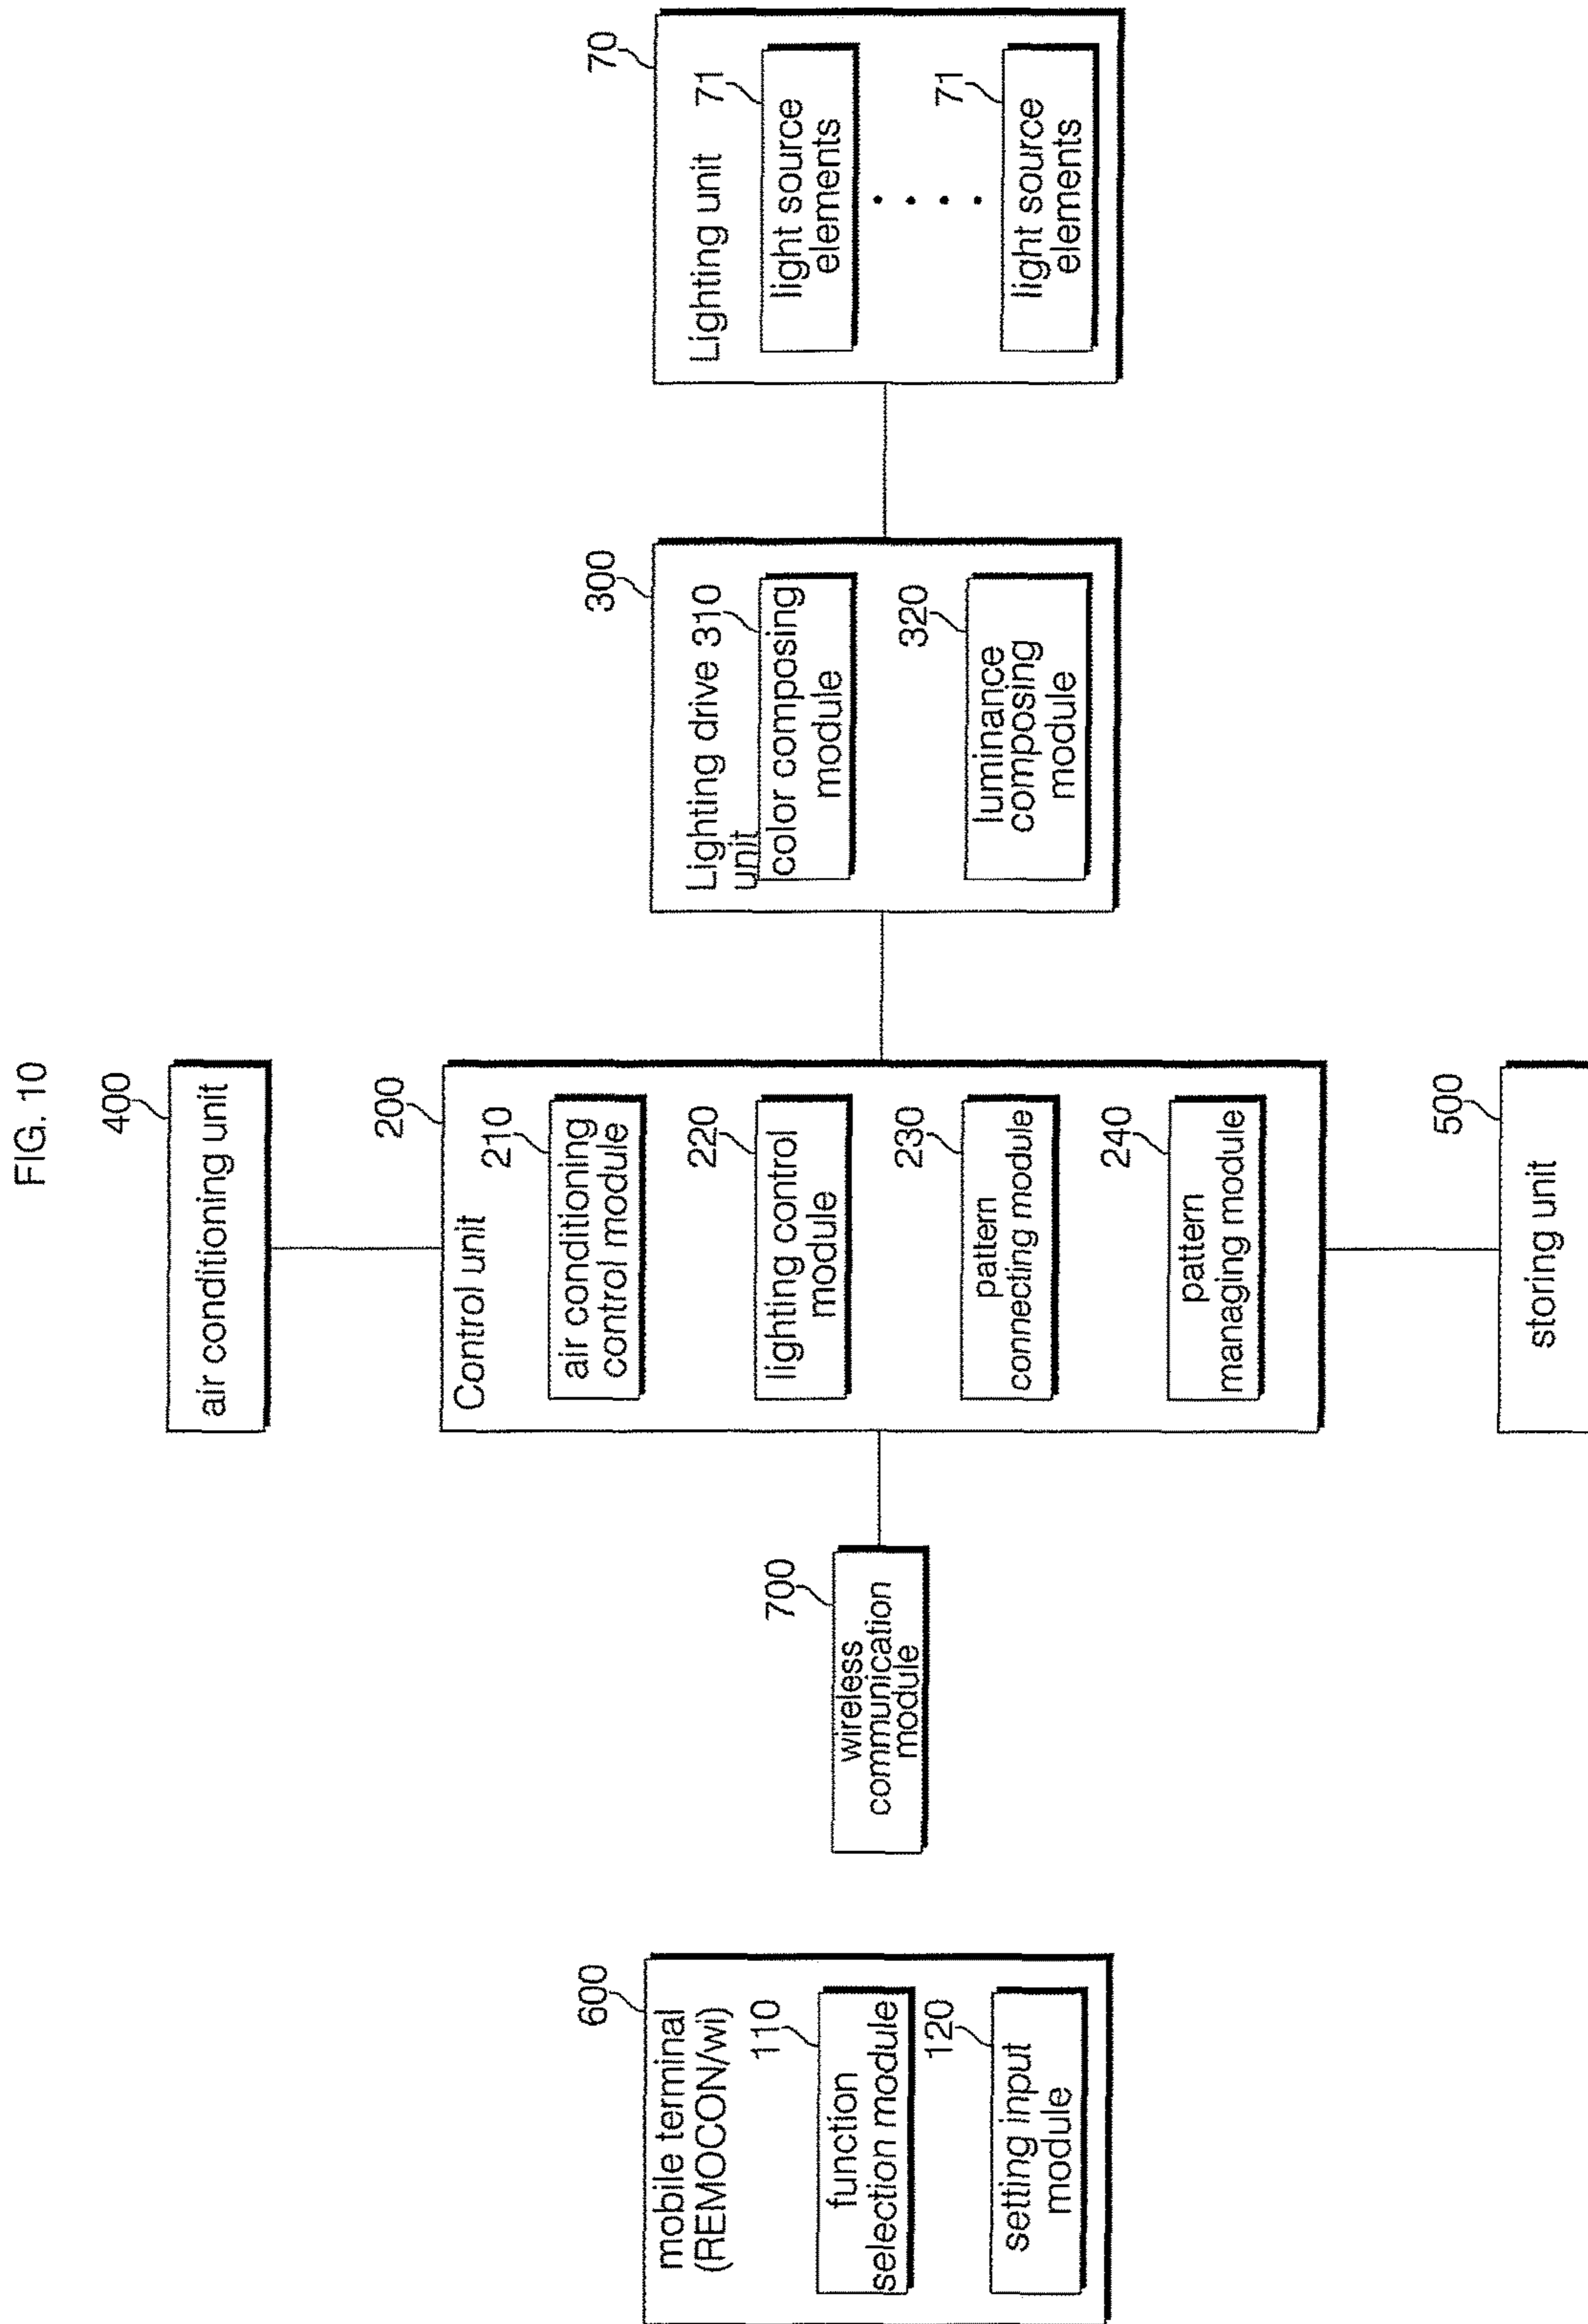 FIG. 10
600
mobile terminal
(REMOCON/wi)
110
function
selection module
120
setting input
module
700
wireless
communication
module
400
air conditioning unit
200
Control unit
210
air conditioning
control module
220
lighting control
module
230
pattern
connecting module
240
pattern
managing module
500
storing unit
300
Lighting drive
unit
310
color composing
module
320
luminance
composing
module
70
Lighting unit
71
light source
elements
71
light source
elements